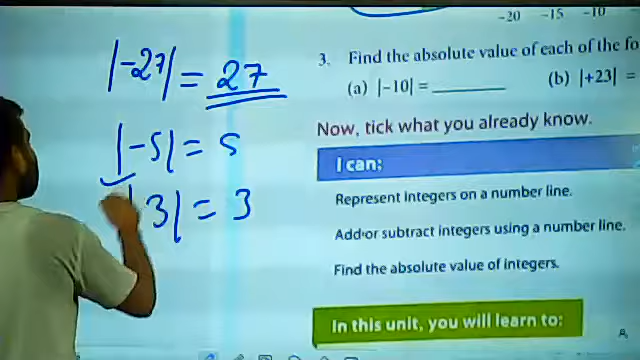 |-27| = 27
|-5| = 5
|3| = 3
-20 -15 -10
3. Find the absolute value of each of the fo
(a) |-10| = ________ (b) |+23| =
Now, tick what you already know.
I can:
Represent integers on a number line.
Add or subtract integers using a number line.
Find the absolute value of integers.
In this unit, you will learn to: